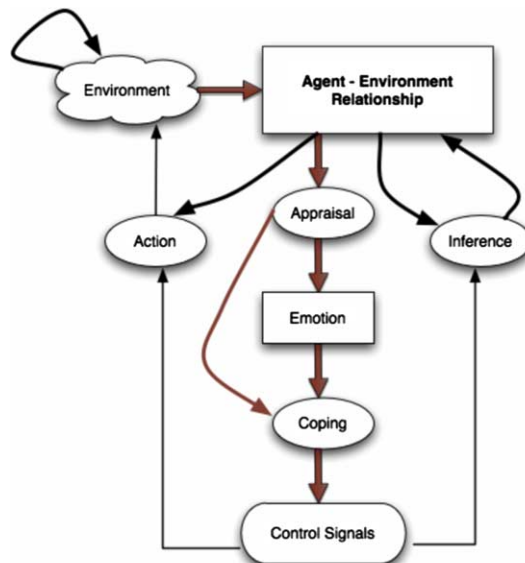 Environment
Agent - Environment
Relationship
Appraisal
Action
Inference
Emotion
Coping
Control Signals